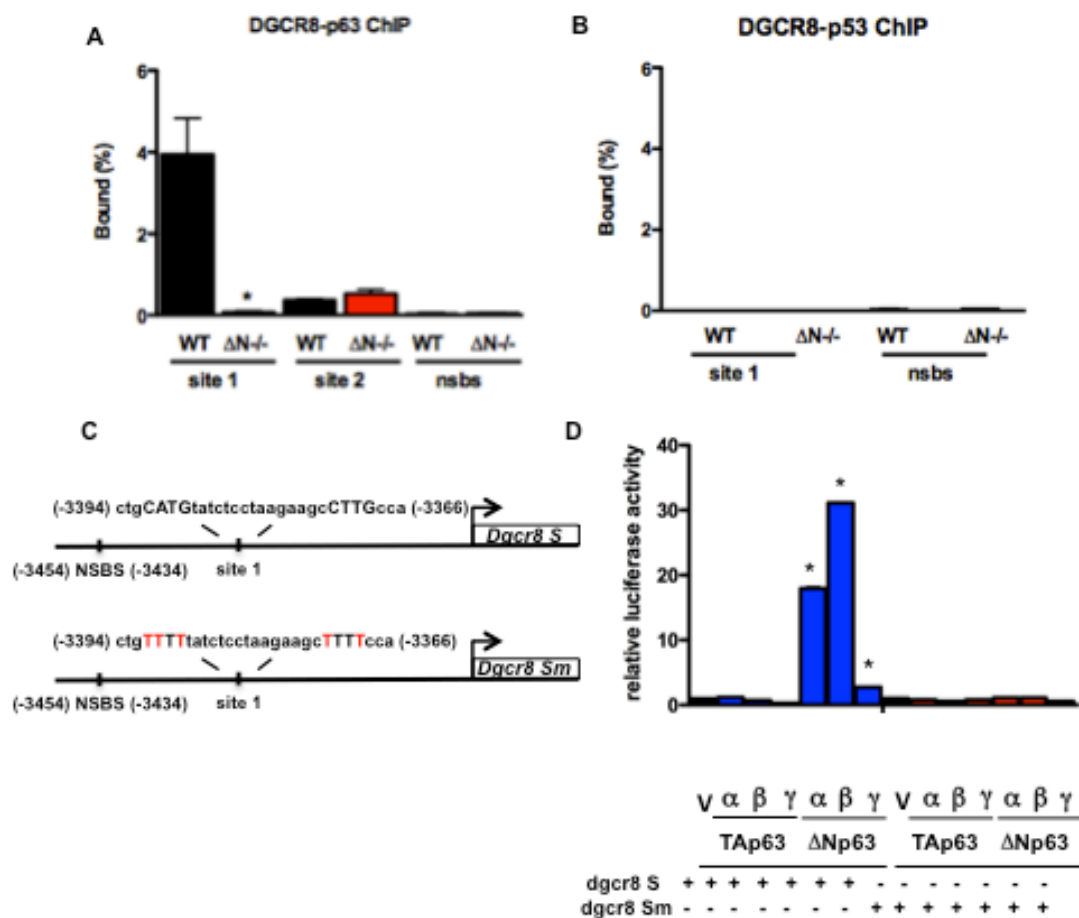 A
DGCR8-p63 ChIP
Bound (%)
6
4
2
0
*
WT ΔN-/- WT ΔN-/- WT ΔN-/-
site 1 site 2 nsbs
B
DGCR8-p53 ChIP
Bound (%)
6
4
2
0
WT ΔN-/- WT ΔN-/-
site 1 nsbs
C
(-3394) ctgCATGtatctcctaagaagcCTTGcca (-3366)
Dgcr8 S
(-3454) NSBS (-3434) site 1
(-3394) ctgTTTTtatctcctaagaagcTTTTcca (-3366)
Dgcr8 Sm
(-3454) NSBS (-3434) site 1
D
relative luciferase activity
40
30
20
10
0
* * *
V α β γ α β γ V α β γ α β γ
TAp63 ΔNp63 TAp63 ΔNp63
dgcr8 S + + + + + + + - - - - - - -
dgcr8 Sm - - - - - - - + + + + + + +